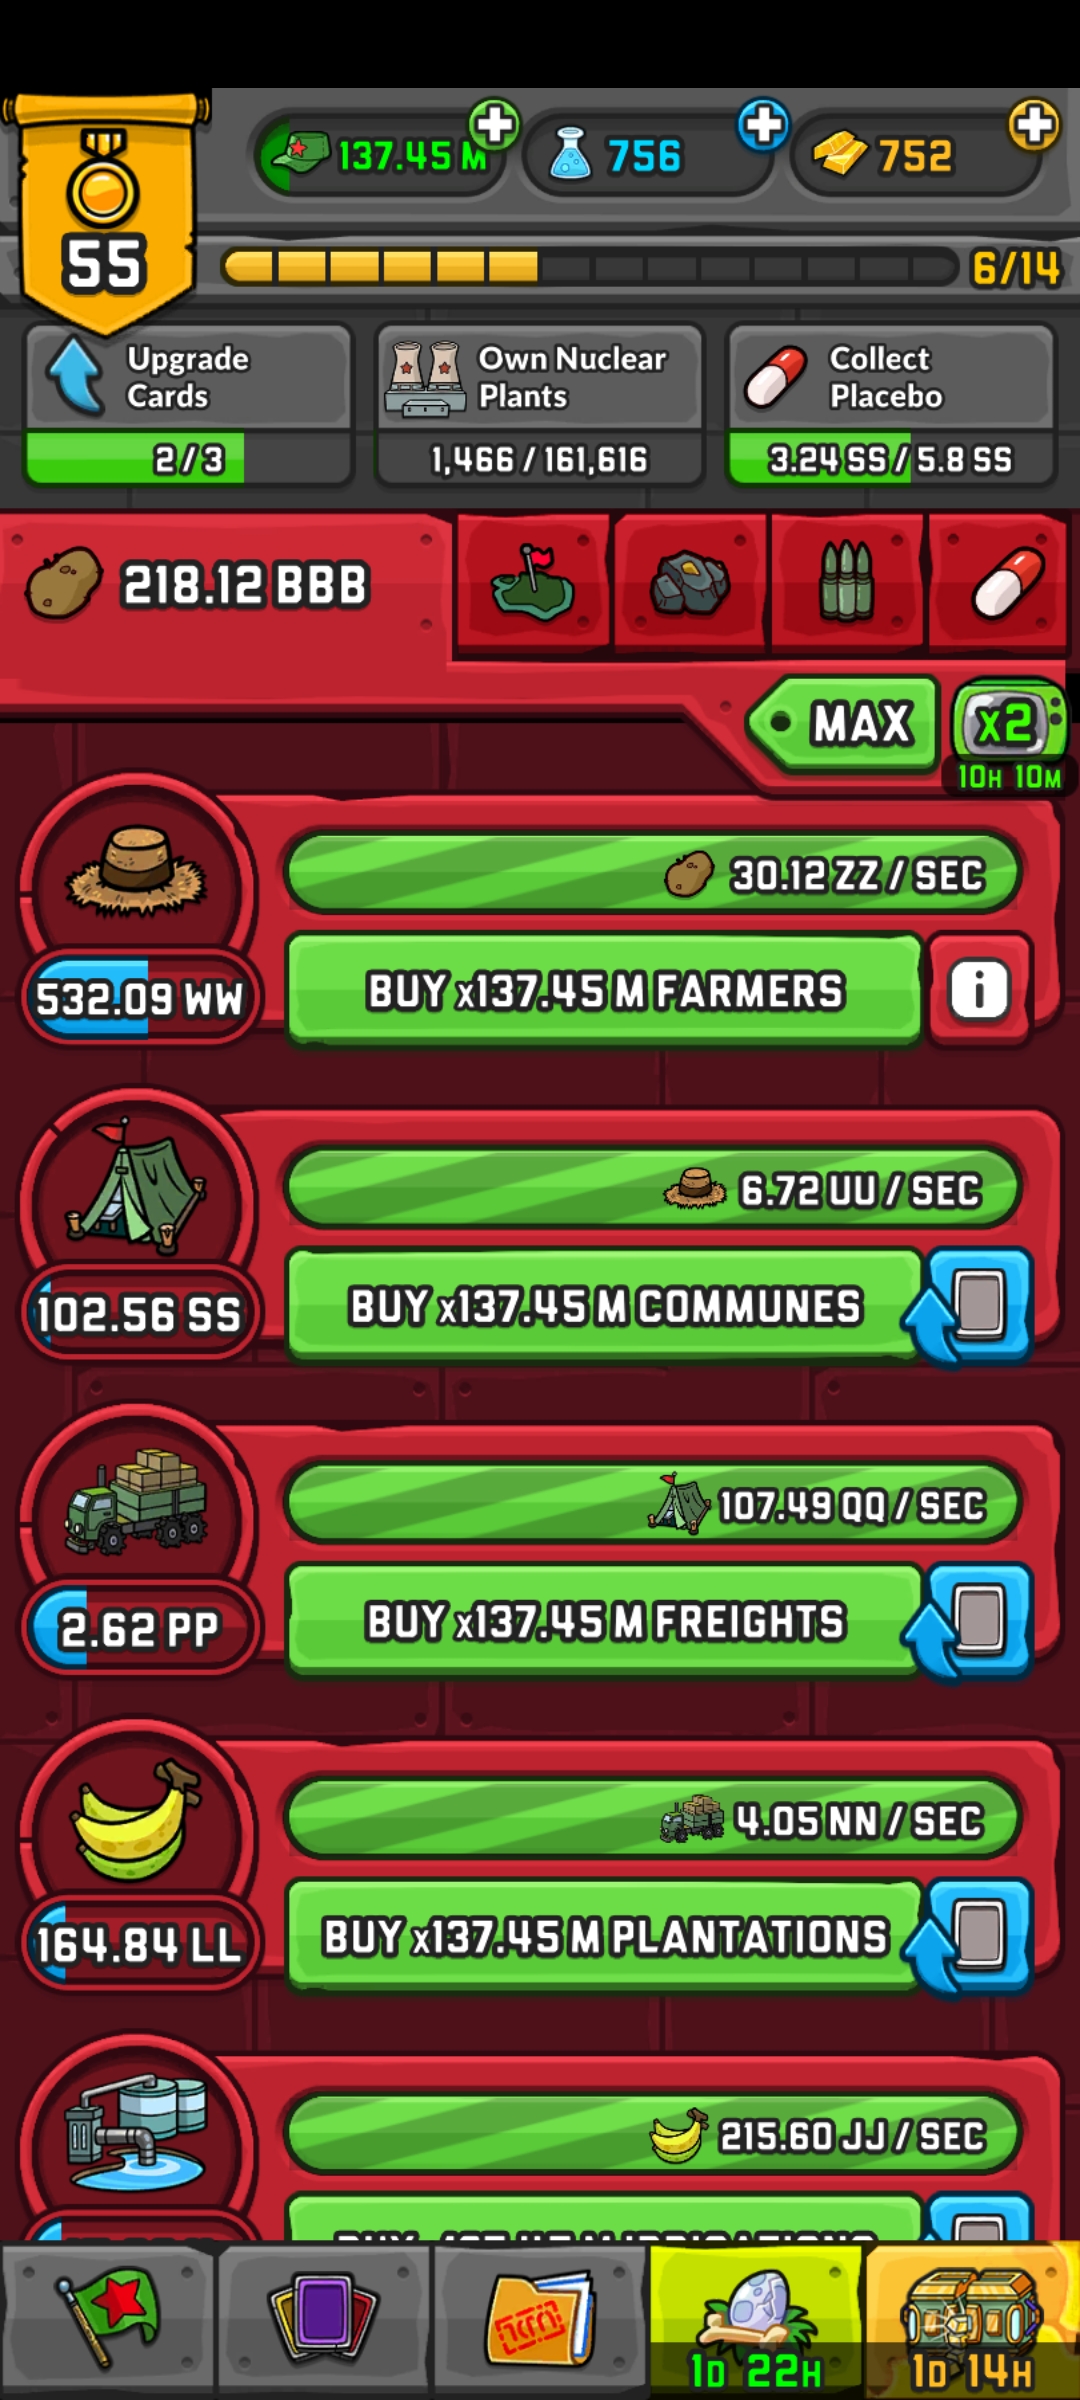 55
137.45 M
756
752
6/14
Upgrade
Cards
2/3
Own Nuclear
Plants
1,466 / 161,616
Collect
Placebo
3.24 SS / 5.8 SS
218.12 BBB
MAX
x2
10H 10M
30.12 ZZ / SEC
532.09 WW
BUY x137.45 M FARMERS
i
6.72 UU / SEC
102.56 SS
BUY x137.45 M COMMUNES
107.49 QQ / SEC
2.62 PP
BUY x137.45 M FREIGHTS
4.05 NN / SEC
164.84 LL
BUY x137.45 M PLANTATIONS
215.60 JJ / SEC
1D 22H
1D 14H